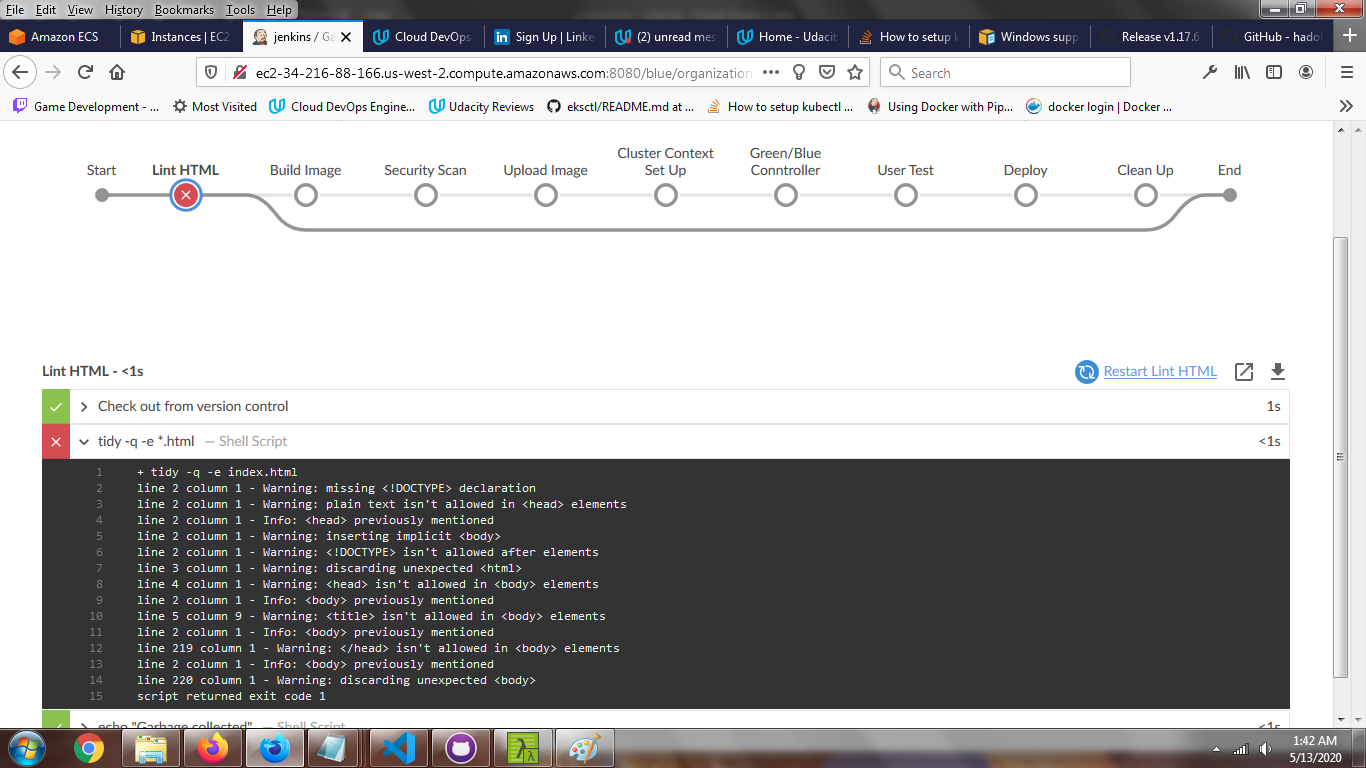 File Edit View History Bookmarks Tools Help
Amazon ECS
Instances | EC2
jenkins / Ga
Cloud DevOps
Sign Up | Linke
(2) unread mes
Home - Udacit
How to setup k
Windows supp
Release v1.17.6
GitHub - hadol
ec2-34-216-88-166.us-west-2.compute.amazonaws.com:8080/blue/organization
Search
Game Development - ...
Most Visited
Cloud DevOps Engine...
Udacity Reviews
eksctl/README.md at ...
How to setup kubectl ...
Using Docker with Pip...
docker login | Docker ...
Start
Lint HTML
Build Image
Security Scan
Upload Image
Cluster Context
Set Up
Green/Blue
Conntroller
User Test
Deploy
Clean Up
End
Lint HTML - <1s
Restart Lint HTML
Check out from version control 1s
tidy -q -e *.html — Shell Script <1s
1 + tidy -q -e index.html
2 line 2 column 1 - Warning: missing <!DOCTYPE> declaration
3 line 2 column 1 - Warning: plain text isn't allowed in <head> elements
4 line 2 column 1 - Info: <head> previously mentioned
5 line 2 column 1 - Warning: inserting implicit <body>
6 line 2 column 1 - Warning: <!DOCTYPE> isn't allowed after elements
7 line 3 column 1 - Warning: discarding unexpected <html>
8 line 4 column 1 - Warning: <head> isn't allowed in <body> elements
9 line 2 column 1 - Info: <body> previously mentioned
10 line 5 column 9 - Warning: <title> isn't allowed in <body> elements
11 line 2 column 1 - Info: <body> previously mentioned
12 line 219 column 1 - Warning: </head> isn't allowed in <body> elements
13 line 2 column 1 - Info: <body> previously mentioned
14 line 220 column 1 - Warning: discarding unexpected <body>
15 script returned exit code 1
echo "Garbage collected" — Shell Script <1s
1:42 AM
5/13/2020